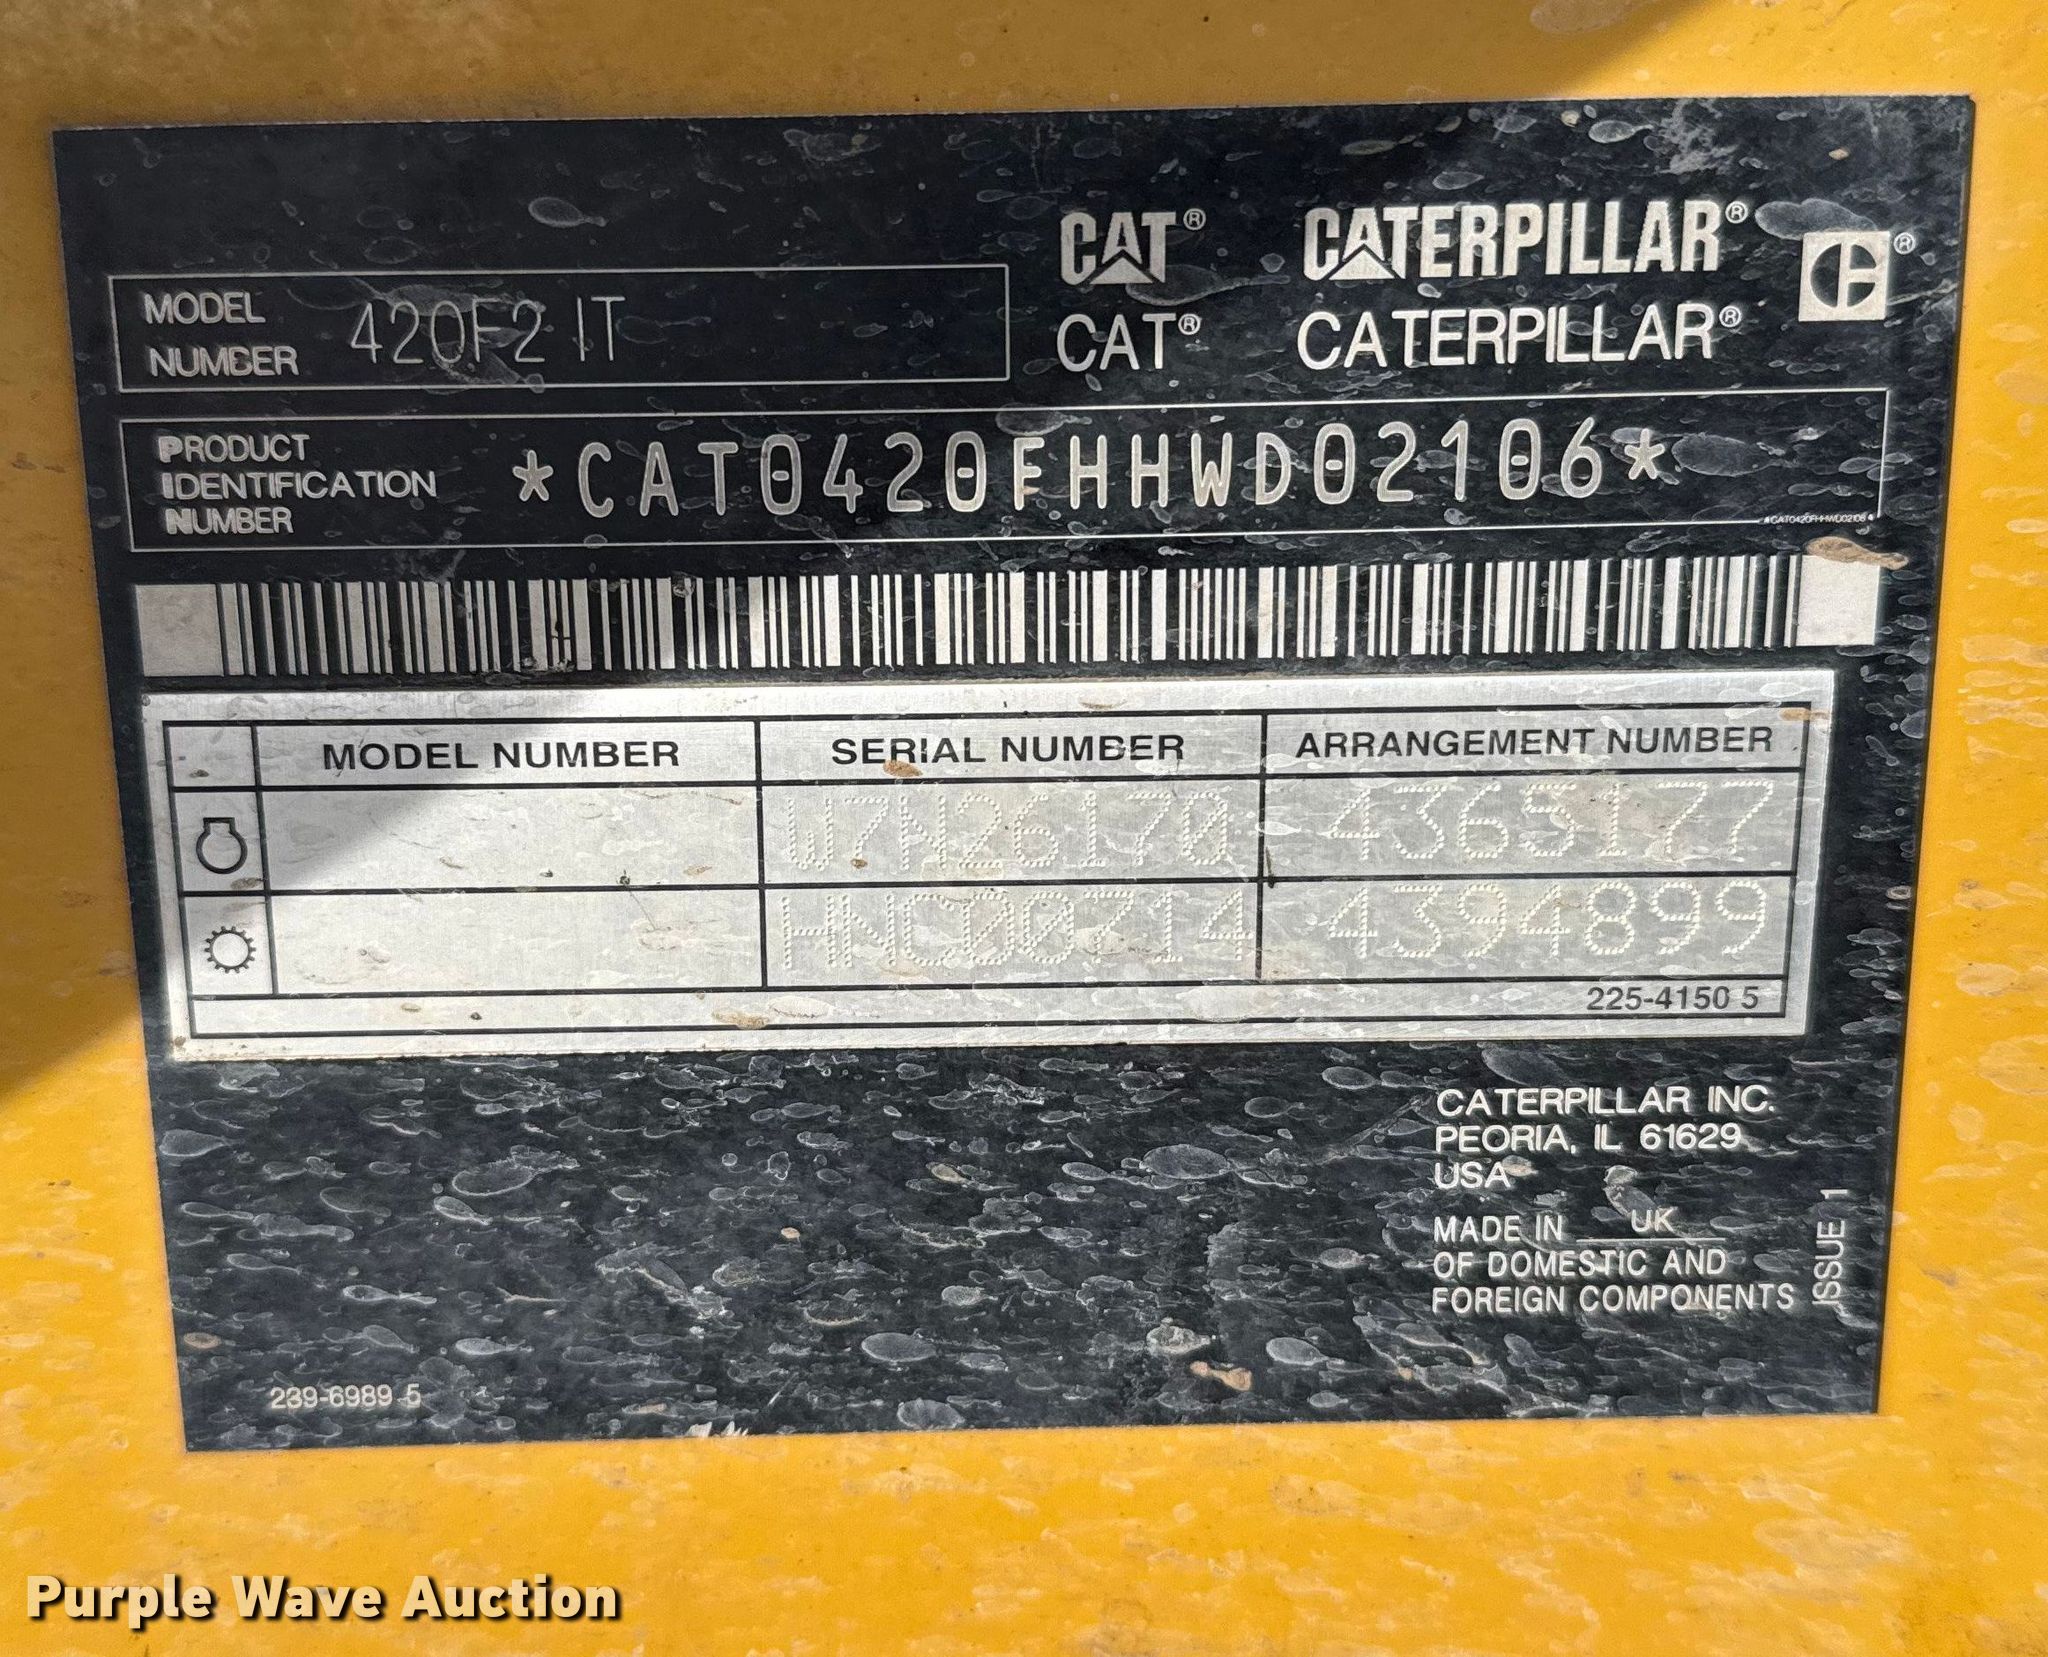 CAT® CATERPILLAR®
CAT® CATERPILLAR®
MODEL NUMBER 420F2 IT
PRODUCT IDENTIFICATION NUMBER *CAT0420FHHWD02106*
*CAT0420FHHWD02106*
MODEL NUMBER SERIAL NUMBER ARRANGEMENT NUMBER
W7N26170 4365177
HNCD00714 4394899
225-4150 5
CATERPILLAR INC.
PEORIA, IL 61629
USA
MADE IN UK
OF DOMESTIC AND
FOREIGN COMPONENTS
ISSUE 1
239-6989 5
Purple Wave Auction